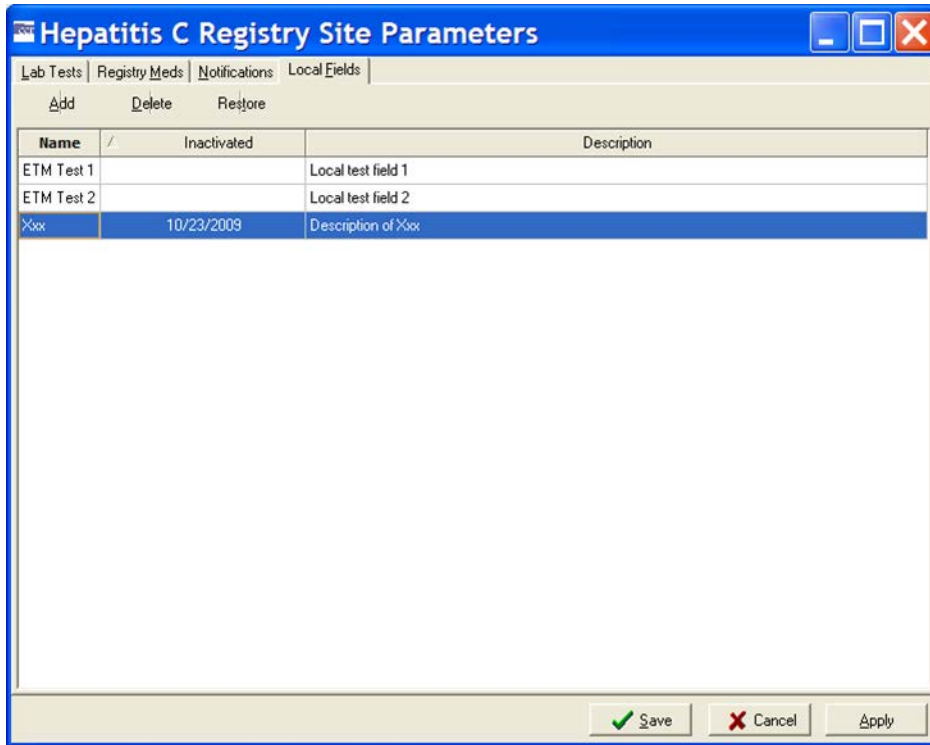 Hepatitis C Registry Site Parameters
Lab Tests Registry Meds Notifications Local Fields
Add Delete Restore
Name Inactivated Description
ETM Test 1 Local test field 1
ETM Test 2 Local test field 2
Xxx 10/23/2009 Description of Xxx
Save Cancel Apply